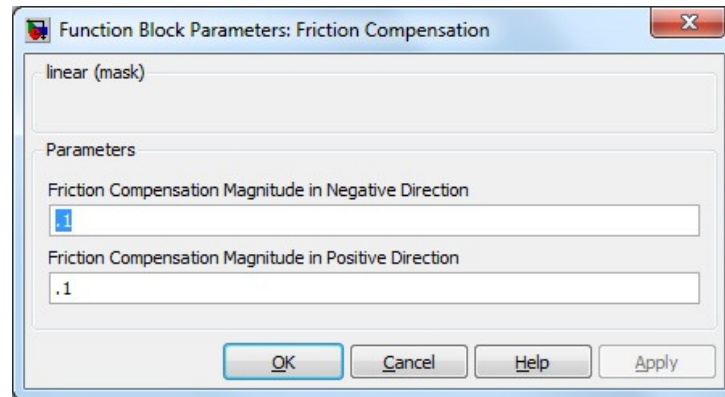 Function Block Parameters: Friction Compensation
linear (mask)
Parameters
Friction Compensation Magnitude in Negative Direction
.1
Friction Compensation Magnitude in Positive Direction
.1
OK Cancel Help Apply